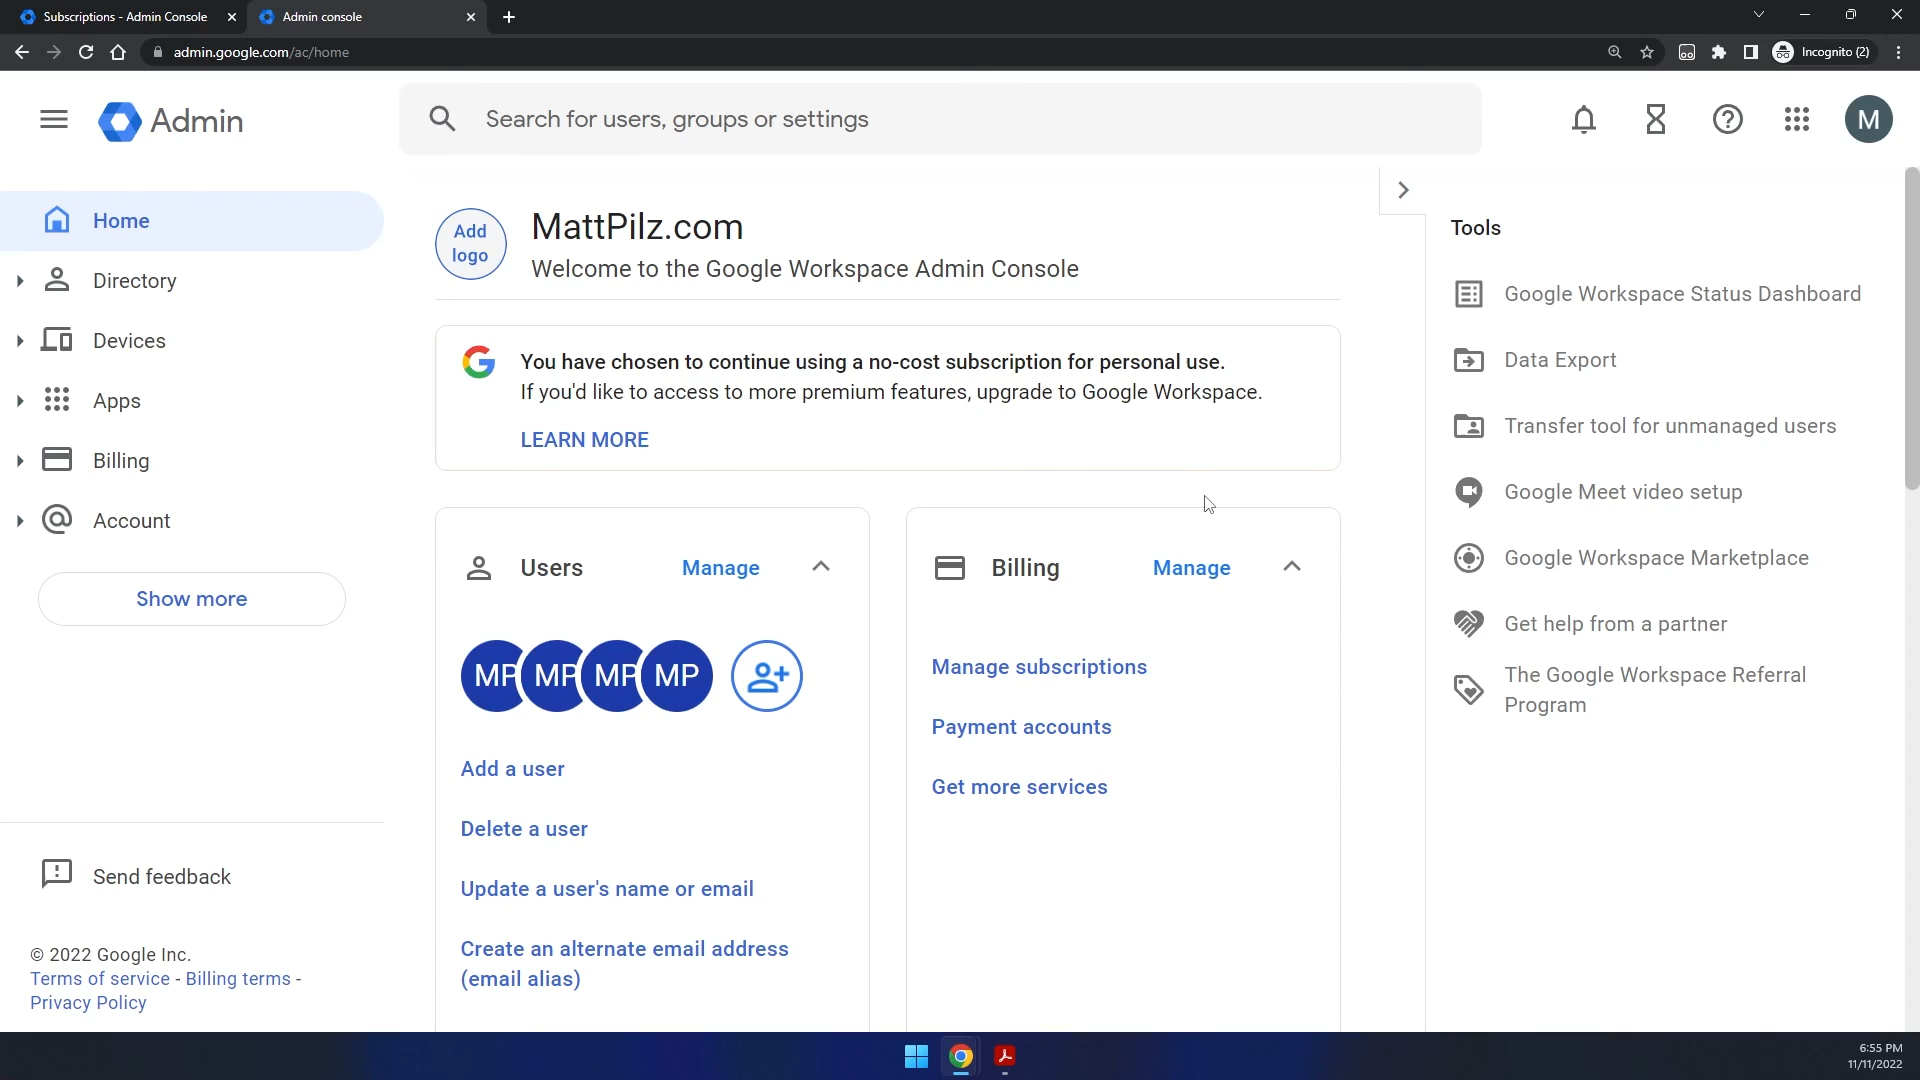 Subscriptions - Admin Console
Admin console
admin.google.com/ac/home
Incognito (2)
Admin
Search for users, groups or settings
M
Home
Directory
Devices
Apps
Billing
Account
Show more
Send feedback
© 2022 Google Inc.
Terms of service - Billing terms -
Privacy Policy
Add
logo
MattPilz.com
Welcome to the Google Workspace Admin Console
You have chosen to continue using a no-cost subscription for personal use.
If you'd like to access to more premium features, upgrade to Google Workspace.
LEARN MORE
Users Manage
MP MP MP MP
Add a user
Delete a user
Update a user's name or email
Create an alternate email address
(email alias)
Billing Manage
Manage subscriptions
Payment accounts
Get more services
Tools
Google Workspace Status Dashboard
Data Export
Transfer tool for unmanaged users
Google Meet video setup
Google Workspace Marketplace
Get help from a partner
The Google Workspace Referral
Program
6:55 PM
11/11/2022